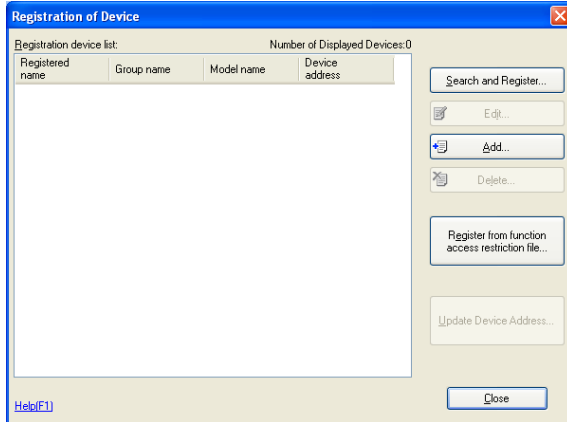 Registration of Device
Registration device list:
Number of Displayed Devices:0
Registered name
Group name
Model name
Device address
Search and Register...
Edit...
Add...
Delete...
Register from function
access restriction file...
Update Device Address...
Help(F1)
Close